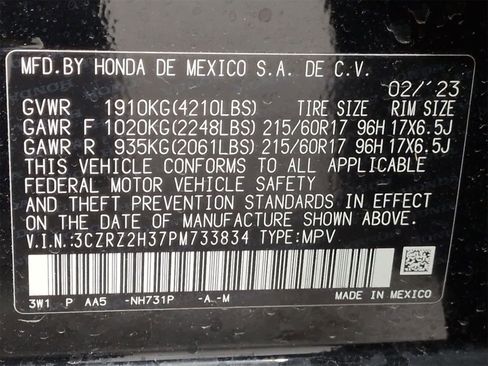 MFD. BY HONDA DE MEXICO S.A. DE C.V.
02/'23
GVWR 1910KG(4210LBS) TIRE SIZE RIM SIZE
GAWR F 1020KG(2248LBS) 215/60R17 96H 17X6.5J
GAWR R 935KG(2061LBS) 215/60R17 96H 17X6.5J
THIS VEHICLE CONFORMS TO ALL APPLICABLE
FEDERAL MOTOR VEHICLE SAFETY
AND THEFT PREVENTION STANDARDS IN EFFECT
ON THE DATE OF MANUFACTURE SHOWN ABOVE.
V.I.N.:3CZRZ2H37PM733834 TYPE:MPV
3W1 P AA5 -NH731P -A-M MADE IN MEXICO